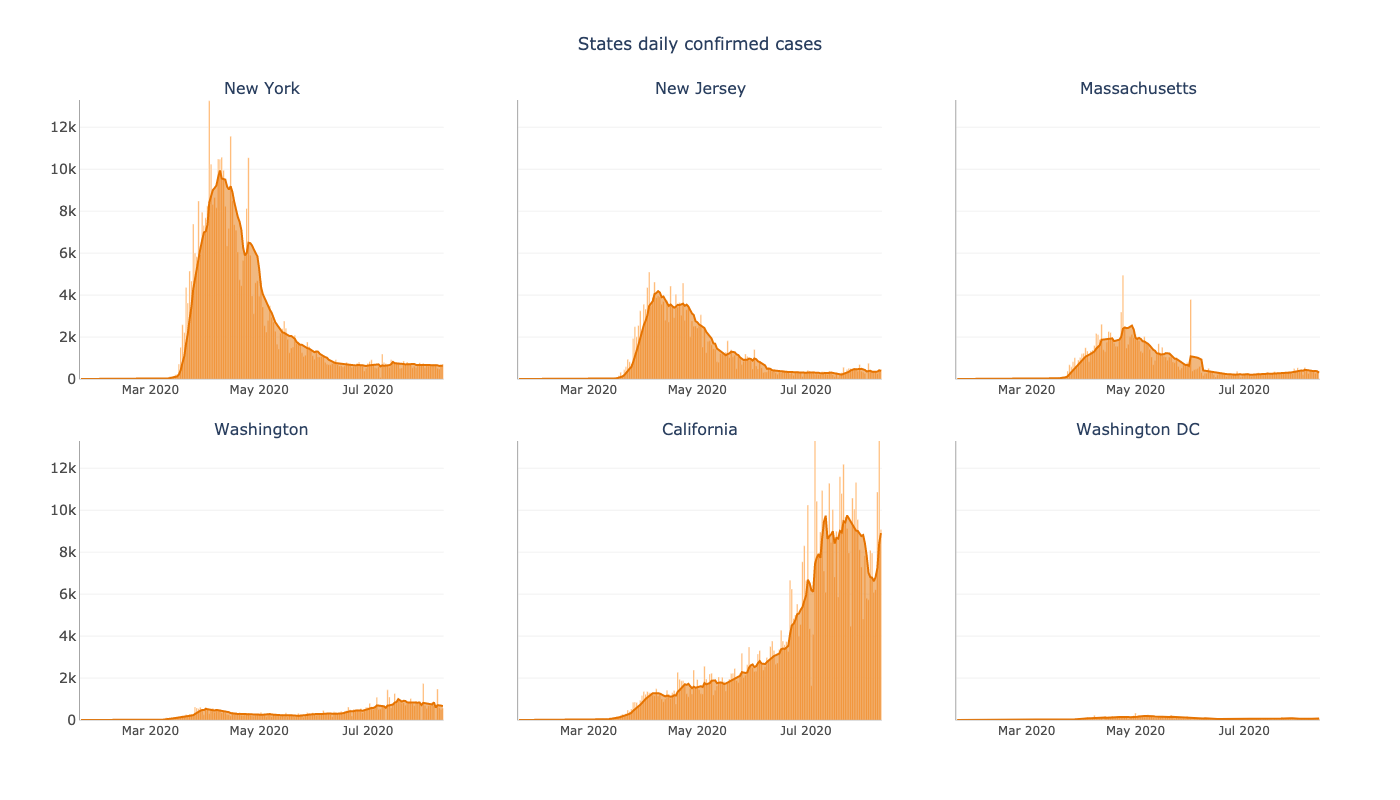 States daily confirmed cases
New York
New Jersey
Massachusetts
12k
10k
8k
6k
4k
2k
0
Mar 2020
May 2020
Jul 2020
Mar 2020
May 2020
Jul 2020
Mar 2020
May 2020
Jul 2020
Washington
California
Washington DC
12k
10k
8k
6k
4k
2k
0
Mar 2020
May 2020
Jul 2020
Mar 2020
May 2020
Jul 2020
Mar 2020
May 2020
Jul 2020